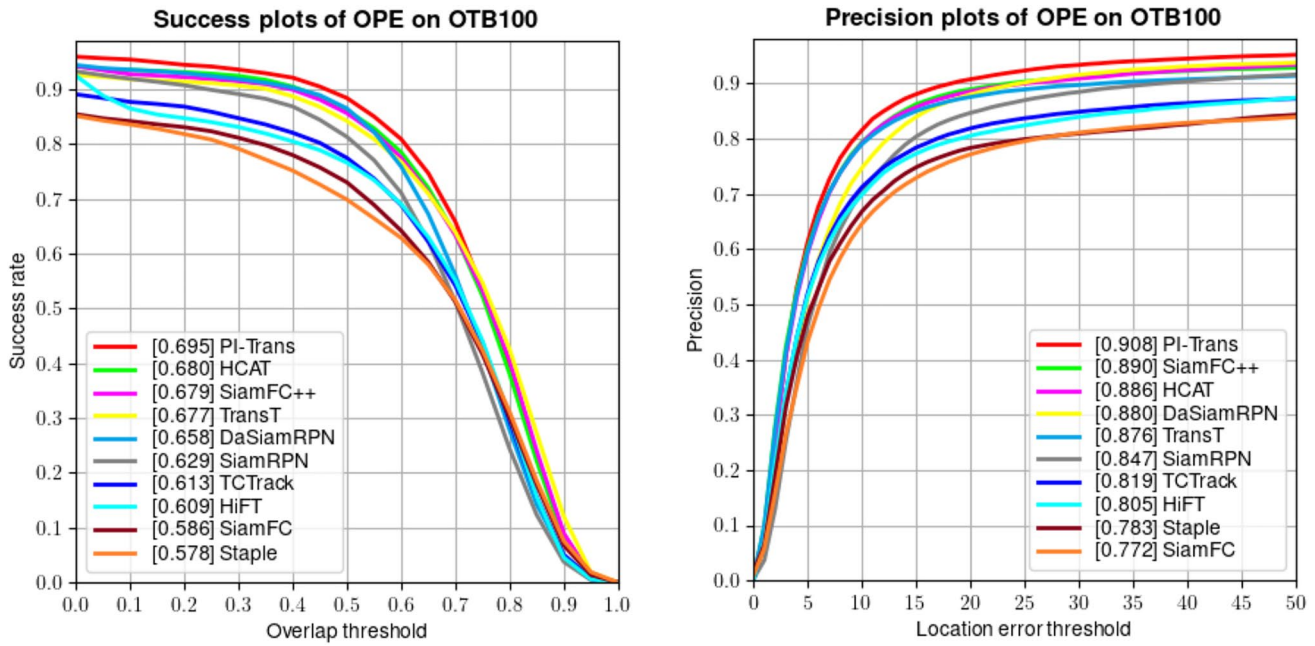 Success plots of OPE on OTB100
Success rate
0.9
0.8
0.7
0.6
0.5
0.4
0.3
0.2
0.1
0.0
[0.695] PI-Trans
[0.680] HCAT
[0.679] SiamFC++
[0.677] TransT
[0.658] DaSiamRPN
[0.629] SiamRPN
[0.613] TCTrack
[0.609] HiFT
[0.586] SiamFC
[0.578] Staple
0.0 0.1 0.2 0.3 0.4 0.5 0.6 0.7 0.8 0.9 1.0
Overlap threshold
Precision plots of OPE on OTB100
Precision
0.9
0.8
0.7
0.6
0.5
0.4
0.3
0.2
0.1
0.0
[0.908] PI-Trans
[0.890] SiamFC++
[0.886] HCAT
[0.880] DaSiamRPN
[0.876] TransT
[0.847] SiamRPN
[0.819] TCTrack
[0.805] HiFT
[0.783] Staple
[0.772] SiamFC
0 5 10 15 20 25 30 35 40 45 50
Location error threshold